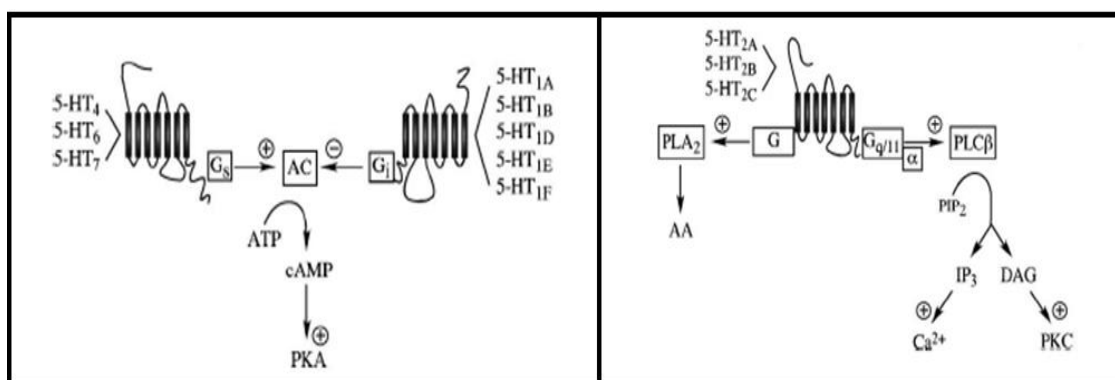 5-HT₄
5-HT₆
5-HT₇
Gₛ
+
AC
−
Gᵢ
5-HT₁A
5-HT₁B
5-HT₁D
5-HT₁E
5-HT₁F
ATP
cAMP
+
PKA
5-HT₂A
5-HT₂B
5-HT₂C
PLA₂
+
G
Gq/11
α
+
PLCβ
AA
PIP₂
IP₃
DAG
+
Ca²⁺
+
PKC